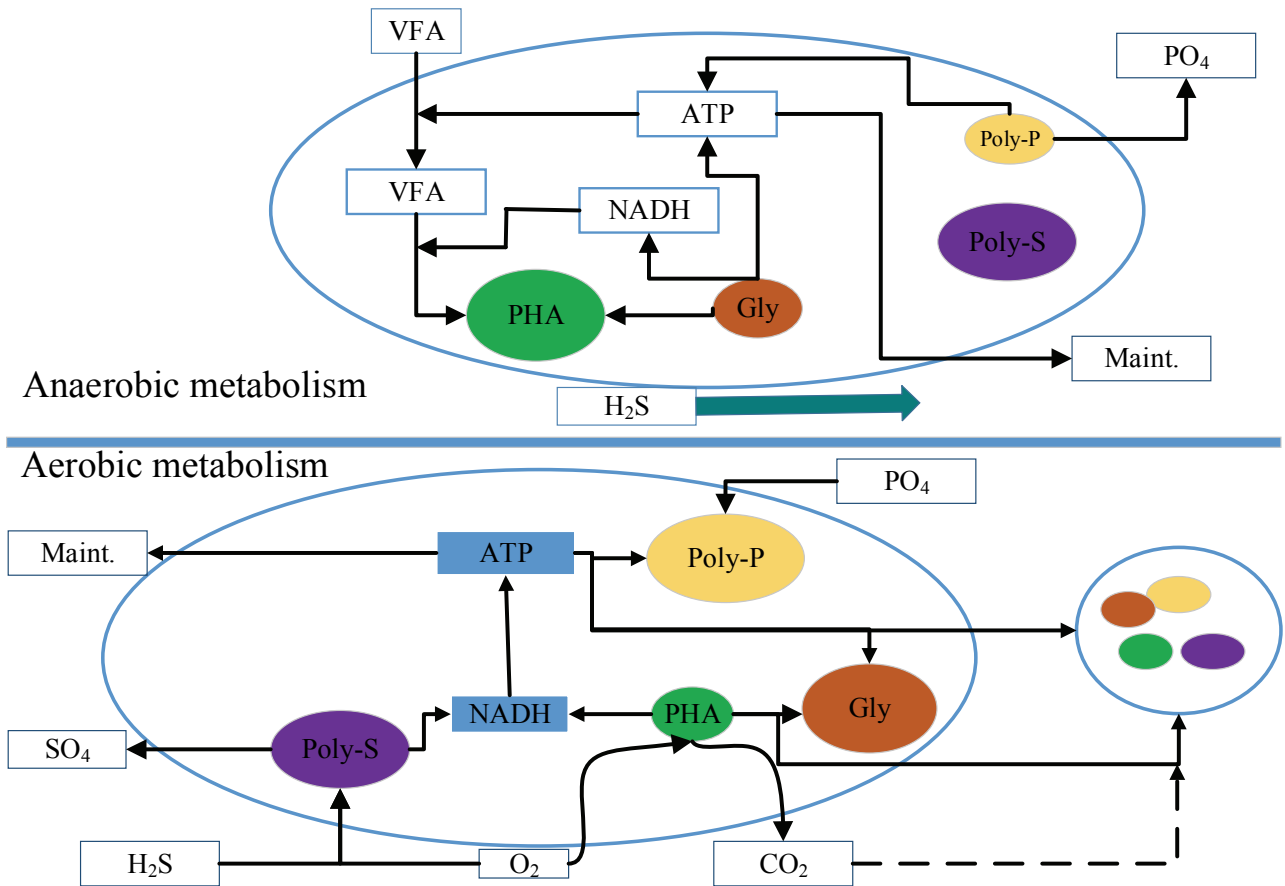 VFA
PO₄
ATP
Poly-P
VFA
NADH
Poly-S
PHA
Gly
Maint.
Anaerobic metabolism
H₂S
Aerobic metabolism
PO₄
Maint.
ATP
Poly-P
NADH
PHA
Gly
SO₄
Poly-S
H₂S
O₂
CO₂